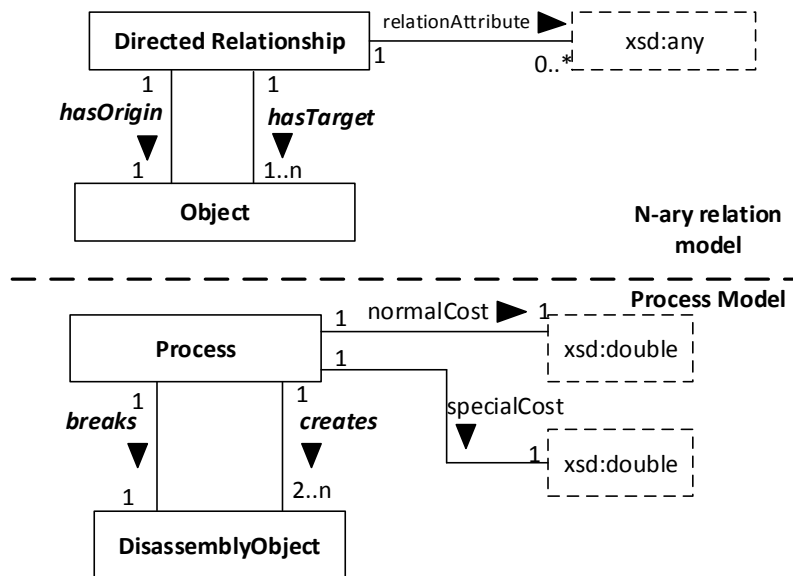 Directed Relationship
relationAttribute
xsd:any
1
0..*
1
1
hasOrigin
hasTarget
1
1..n
Object
N-ary relation
model
Process Model
Process
1
normalCost
1
xsd:double
1
specialCost
1
xsd:double
1
1
breaks
creates
1
2..n
DisassemblyObject